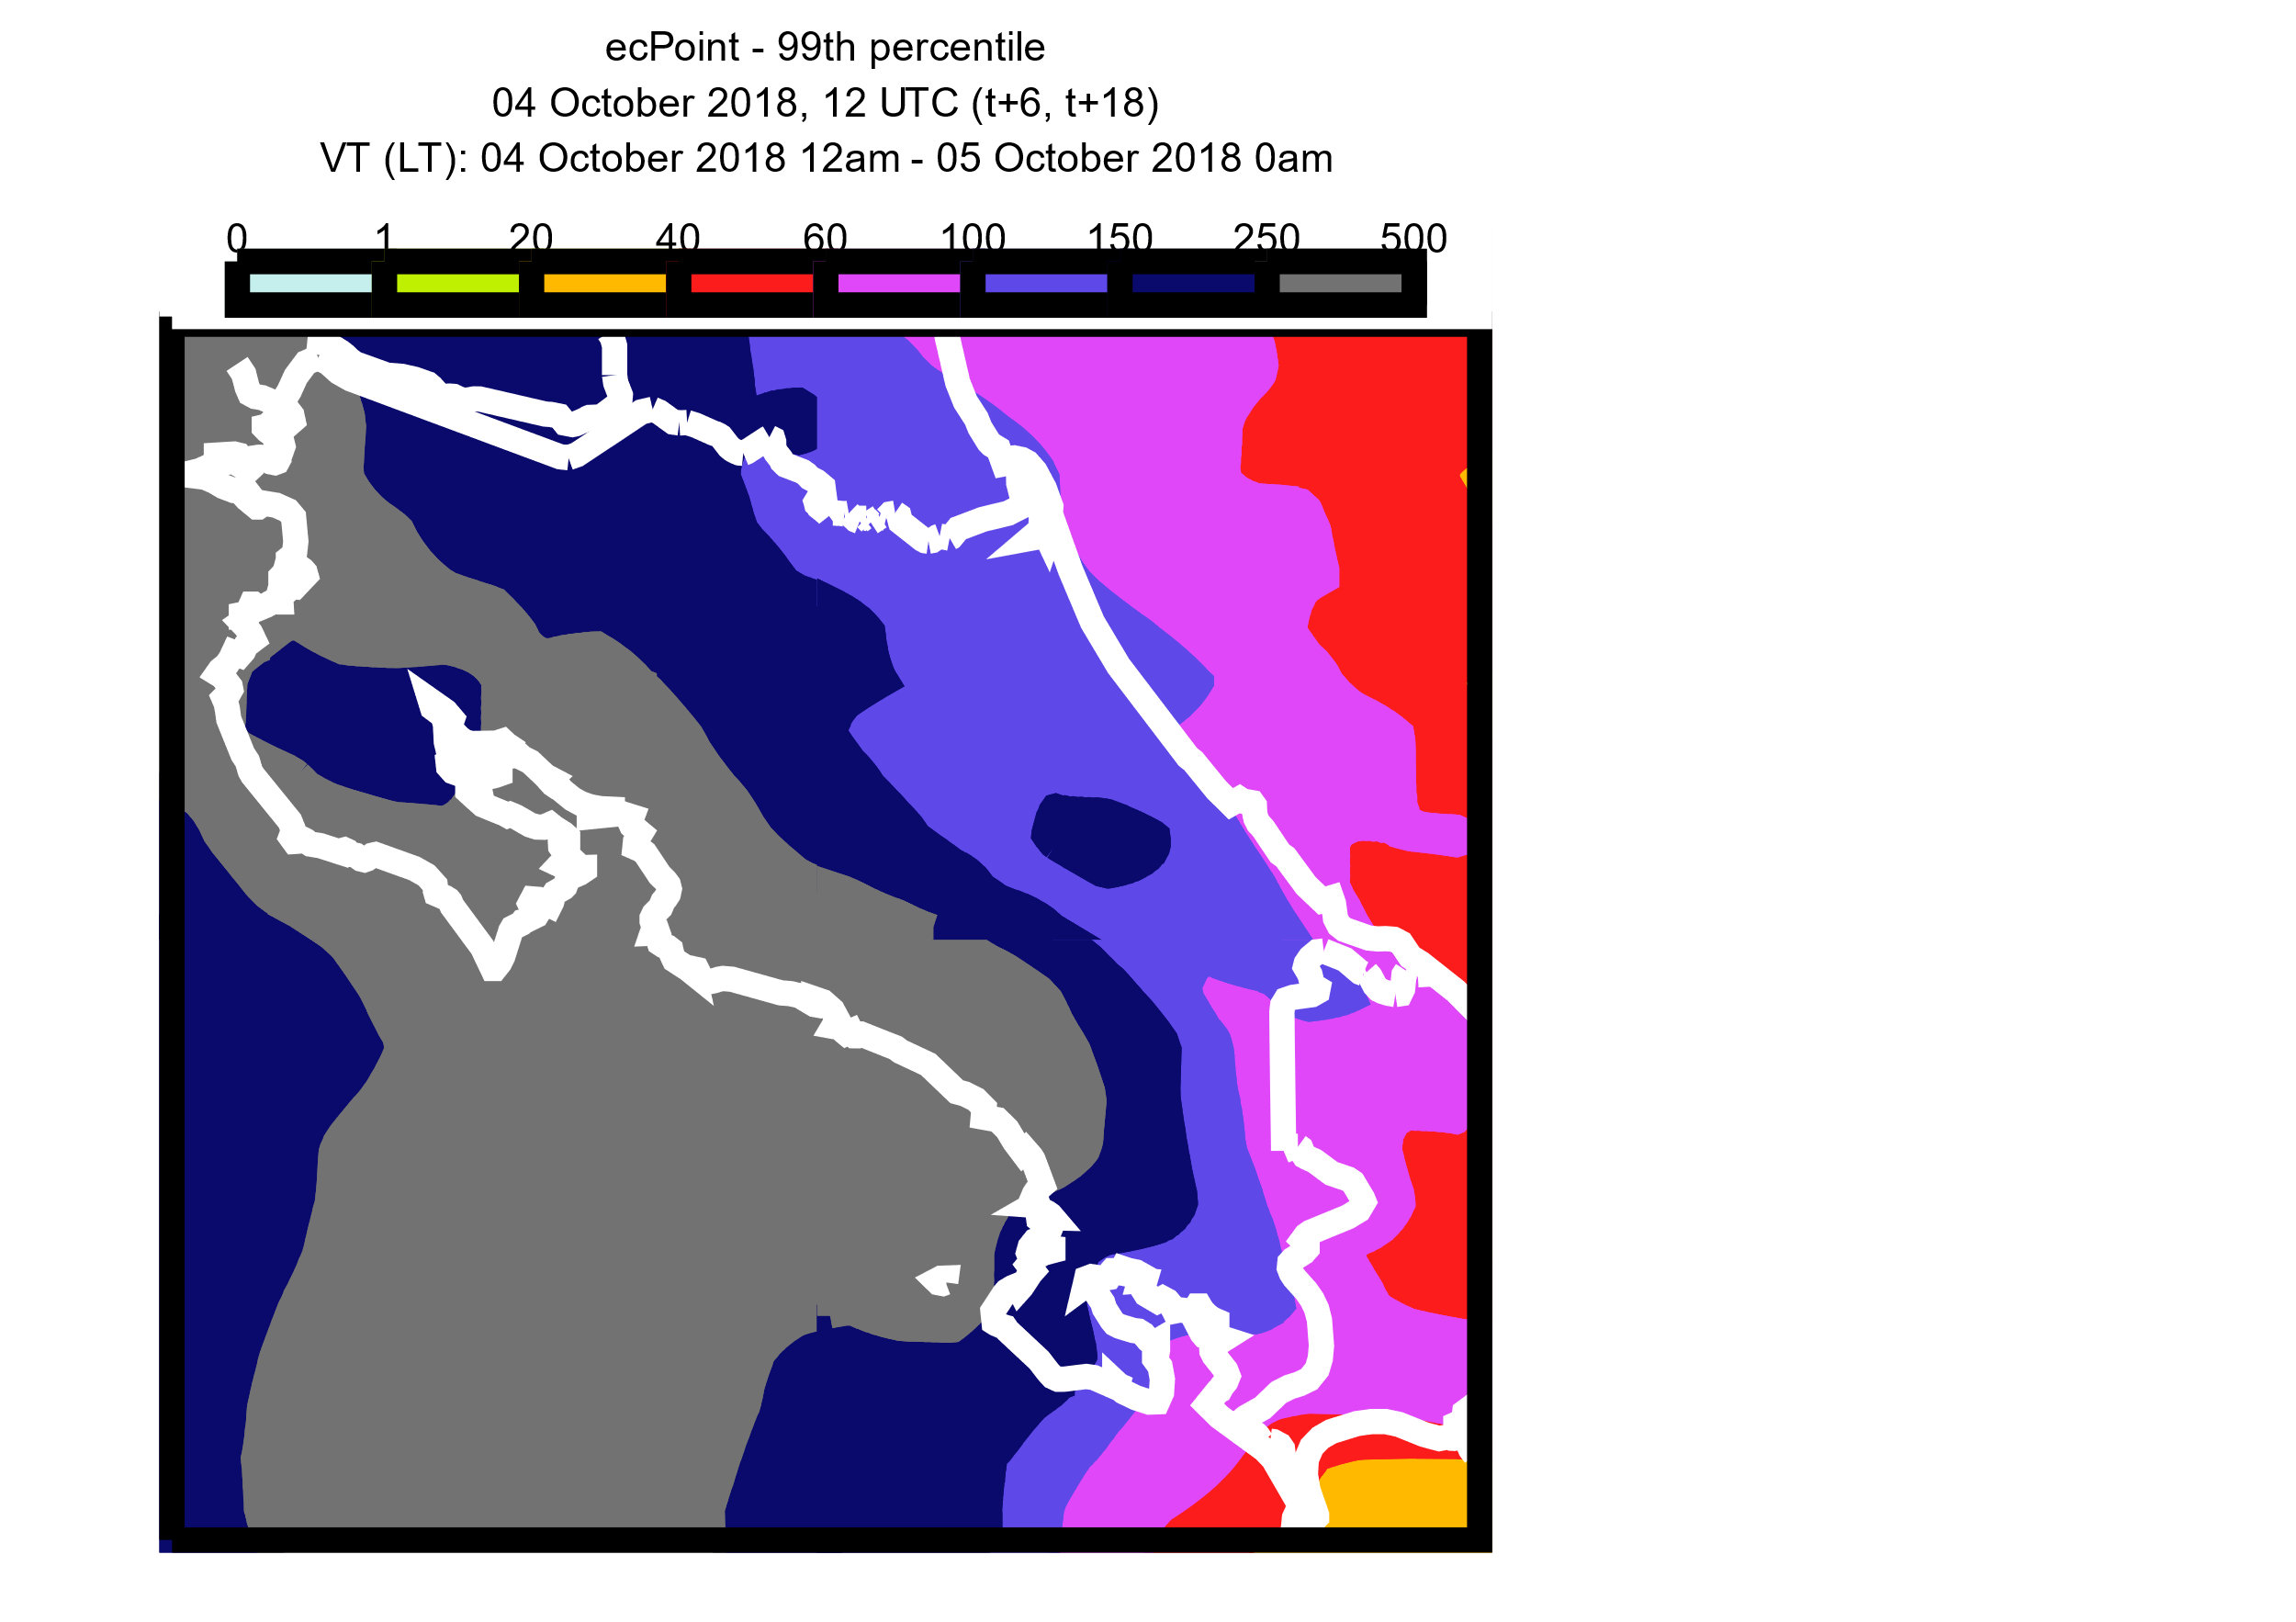 ecPoint - 99th percentile
04 October 2018, 12 UTC (t+6, t+18)
VT (LT): 04 October 2018 12am - 05 October 2018 0am
0 1 20 40 60 100 150 250 500